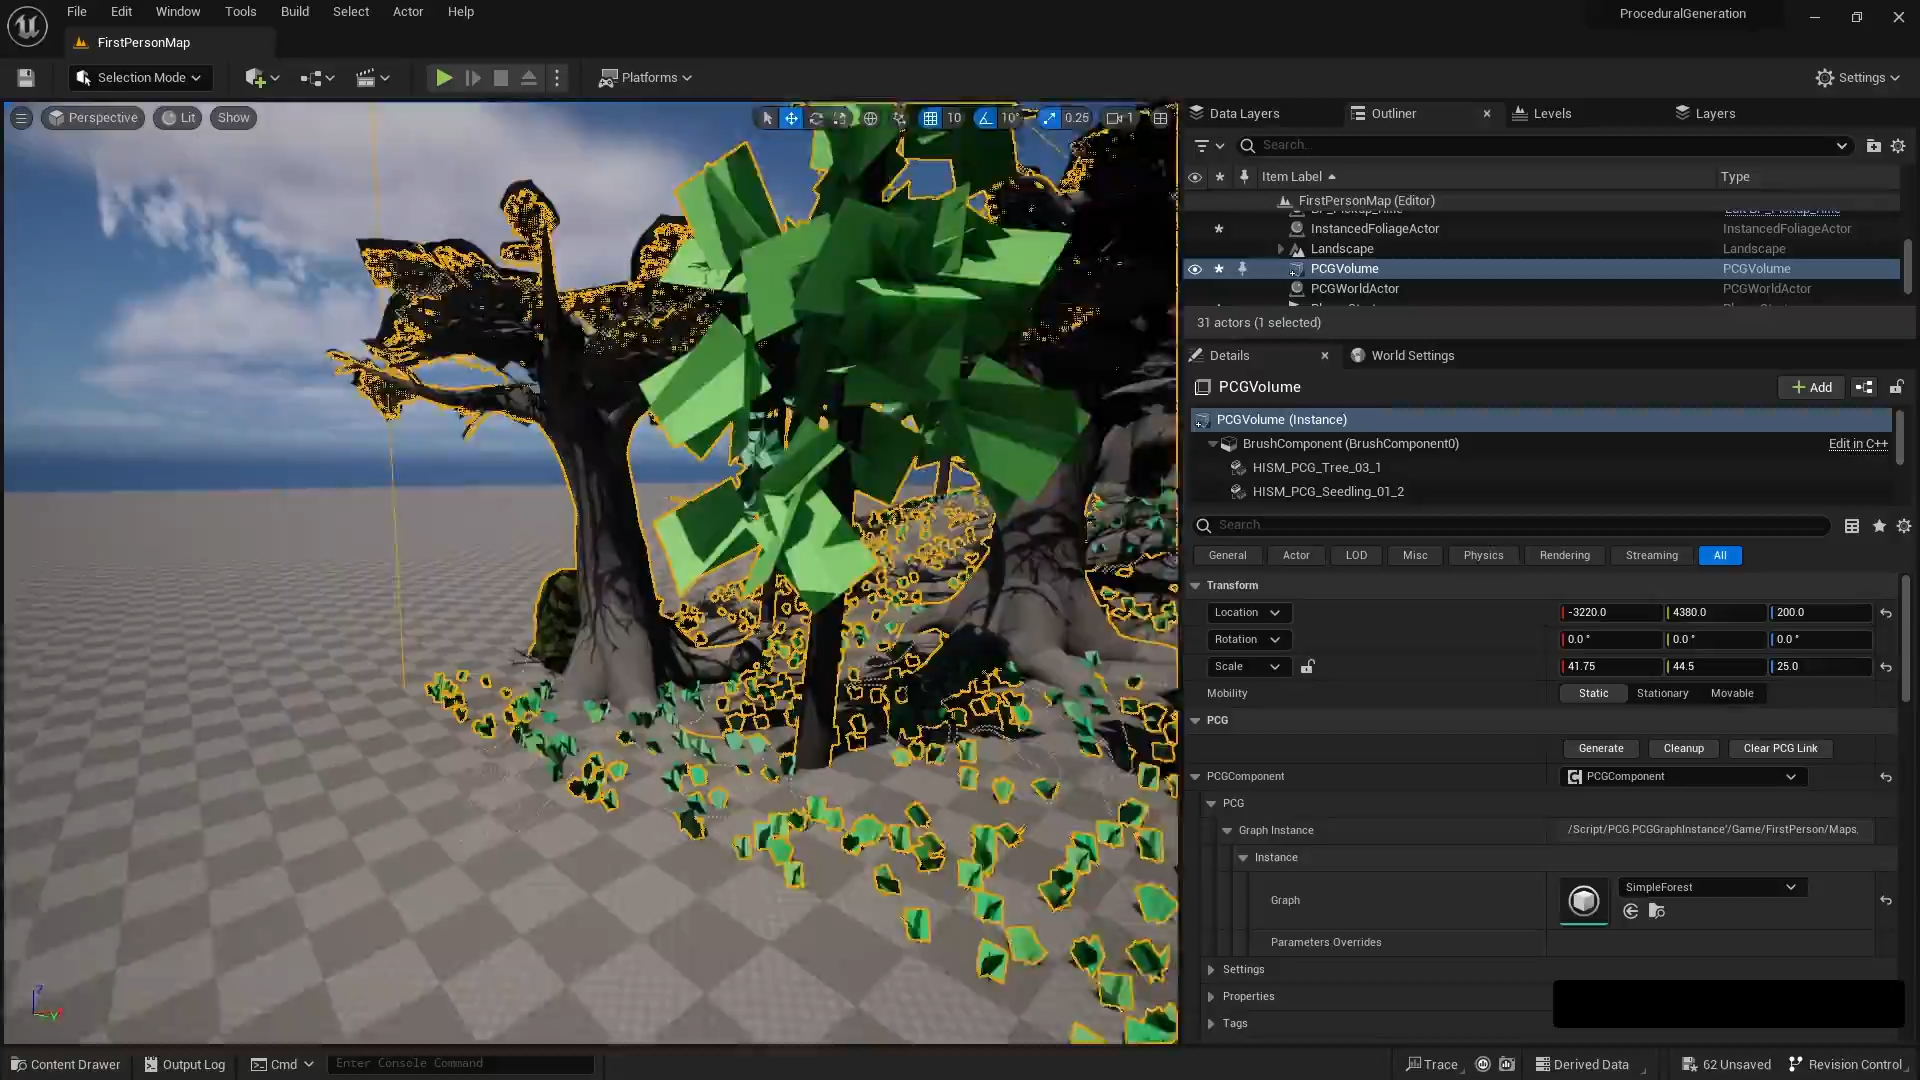 File Edit Window Tools Build Select Actor Help
ProceduralGeneration
FirstPersonMap
Selection Mode
Platforms
Settings
Perspective Lit Show
10 10° 0.25 1
Data Layers Outliner Levels Layers
Search...
Item Label Type
FirstPersonMap (Editor)
InstancedFoliageActor InstancedFoliageActor
Landscape Landscape
PCGVolume PCGVolume
PCGWorldActor PCGWorldActor
31 actors (1 selected)
Details World Settings
PCGVolume
Add
PCGVolume (Instance)
BrushComponent (BrushComponent0) Edit in C++
HISM_PCG_Tree_03_1
HISM_PCG_Seedling_01_2
Search
General Actor LOD Misc Physics Rendering Streaming All
Transform
Location -3220.0 4380.0 200.0
Rotation 0.0° 0.0° 0.0°
Scale 41.75 44.5 25.0
Mobility Static Stationary Movable
PCG
Generate Cleanup Clear PCG Link
PCGComponent PCGComponent
PCG
Graph Instance /Script/PCG.PCGGraphInstance'/Game/FirstPerson/Maps,
Instance
Graph SimpleForest
Parameters Overrides
Settings
Properties
Tags
Z
Y
Content Drawer Output Log Cmd Enter Console Command
Trace Derived Data 62 Unsaved Revision Control